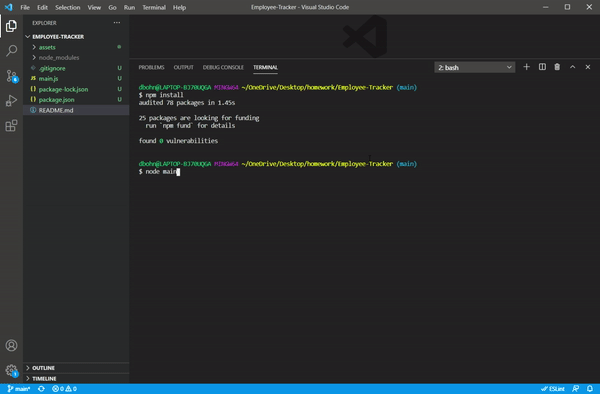 File Edit Selection View Go Run Terminal Help
Employee-Tracker - Visual Studio Code
EXPLORER
EMPLOYEE-TRACKER
assets
node_modules
.gitignore U
main.js U
package-lock.json U
package.json U
README.md
OUTLINE
TIMELINE
PROBLEMS OUTPUT DEBUG CONSOLE TERMINAL
2: bash
dbohn@LAPTOP-BJ70UQGA MINGW64 ~/OneDrive/Desktop/homework/Employee-Tracker (main)
$ npm install
audited 78 packages in 1.45s
25 packages are looking for funding
run `npm fund` for details
found 0 vulnerabilities
dbohn@LAPTOP-BJ70UQGA MINGW64 ~/OneDrive/Desktop/homework/Employee-Tracker (main)
$ node main
main* 0 0
ESLint